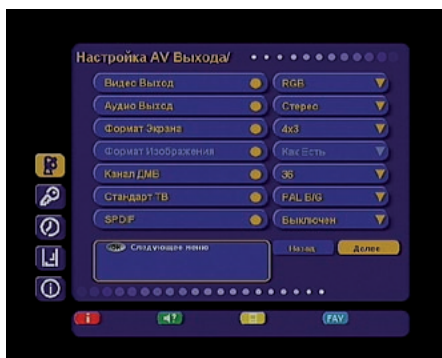 Настройка AV Выхода/
Видео Выход RGB
Аудио Выход Стерео
Формат Экрана 4x3
Формат Изображения Как Есть
Канал ДМВ 36
Стандарт ТВ PAL B/G
SPDIF Выключен
Следующее меню
Назад Далее
i ? FAV